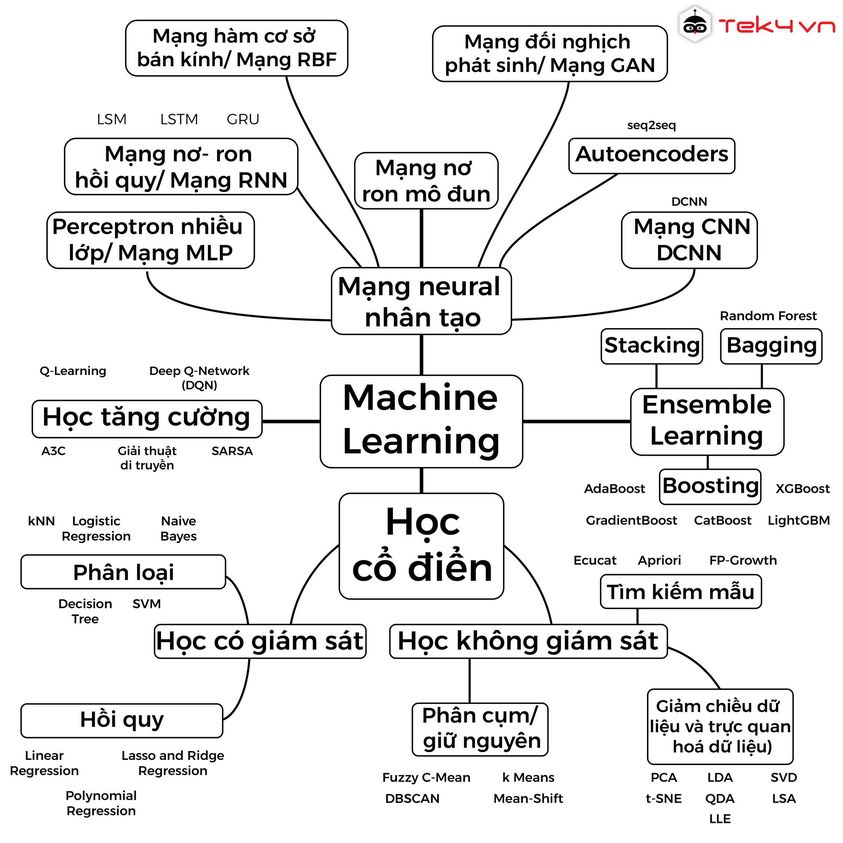 TEK4VN
Mạng hàm cơ sở
bán kính/ Mạng RBF
Mạng đối nghịch
phát sinh/ Mạng GAN
LSM LSTM GRU
Mạng nơ- ron
hồi quy/ Mạng RNN
Mạng nơ
ron mô đun
seq2seq
Autoencoders
Perceptron nhiều
lớp/ Mạng MLP
DCNN
Mạng CNN
DCNN
Mạng neural
nhân tạo
Random Forest
Stacking
Bagging
Q-Learning
Deep Q-Network
(DQN)
Học tăng cường
A3C
Giải thuật
di truyền
SARSA
Machine
Learning
Ensemble
Learning
AdaBoost
Boosting
XGBoost
GradientBoost CatBoost LightGBM
Học
cổ điển
kNN
Logistic
Regression
Naive
Bayes
Phân loại
Decision
Tree
SVM
Ecucat Apriori FP-Growth
Tìm kiếm mẫu
Học có giám sát
Học không giám sát
Hồi quy
Linear
Regression
Lasso and Ridge
Regression
Polynomial
Regression
Phân cụm/
giữ nguyên
Fuzzy C-Mean k Means
DBSCAN Mean-Shift
Giảm chiều dữ
liệu và trực quan
hoá dữ liệu)
PCA LDA SVD
t-SNE QDA LSA
LLE